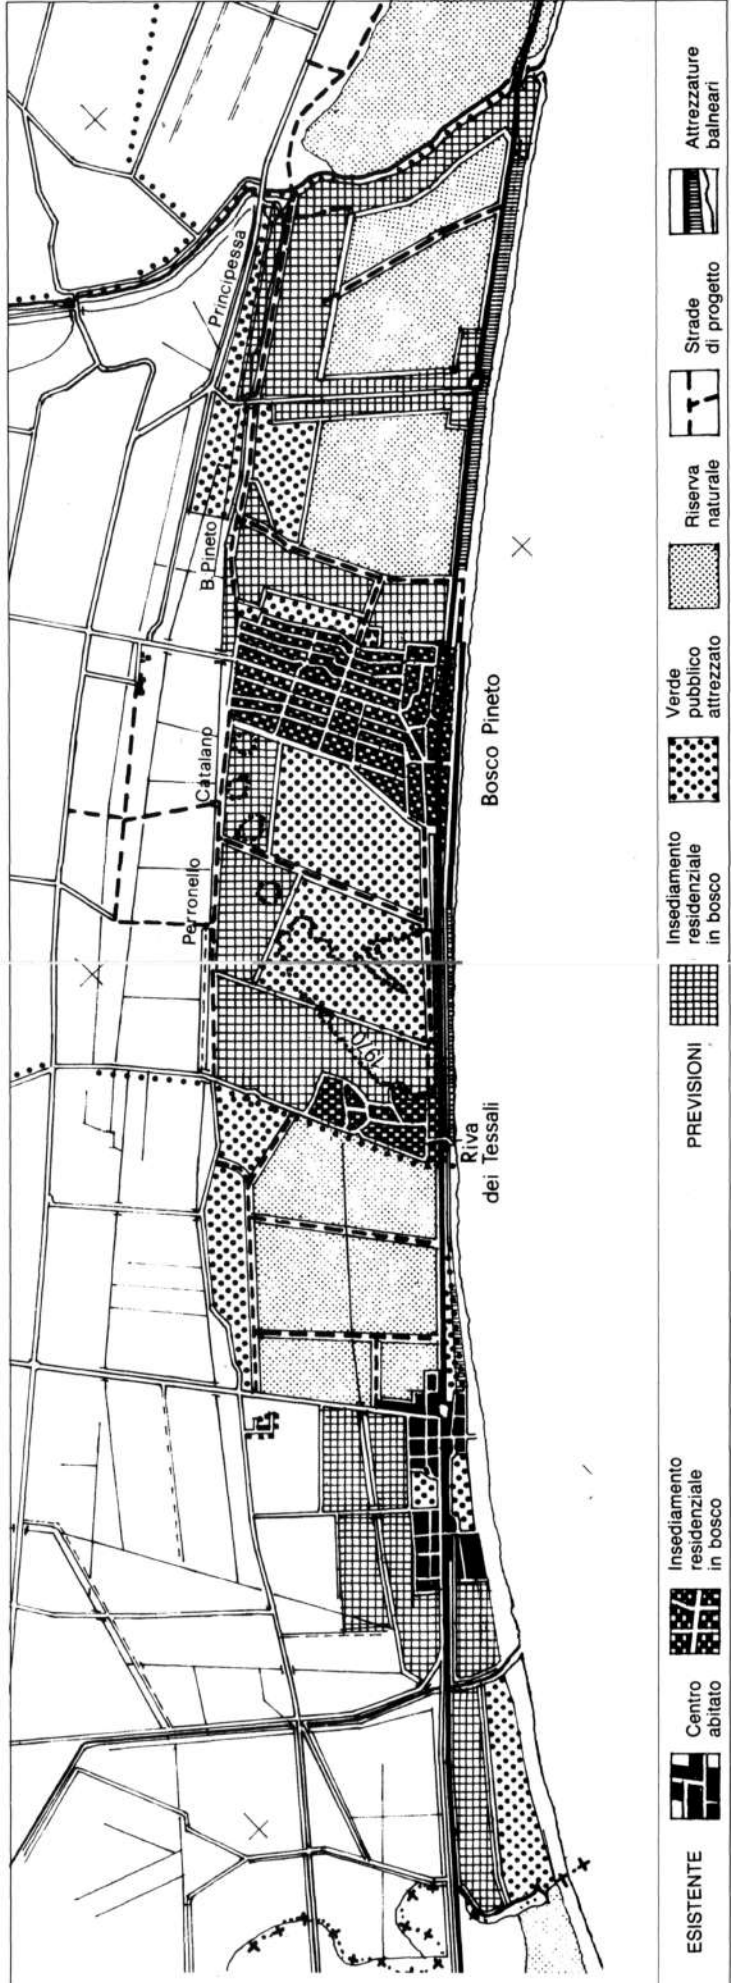 Principessa
B. Pineto
Catalano
Perronello
1970
Bosco Pineto
Riva
dei Tessali
ESISTENTE
Centro
abitato
Insediamento
residenziale
in bosco
PREVISIONI
Insediamento
residenziale
in bosco
Verde
pubblico
attrezzato
Riserva
naturale
Strade
di progetto
Attrezzature
balneari